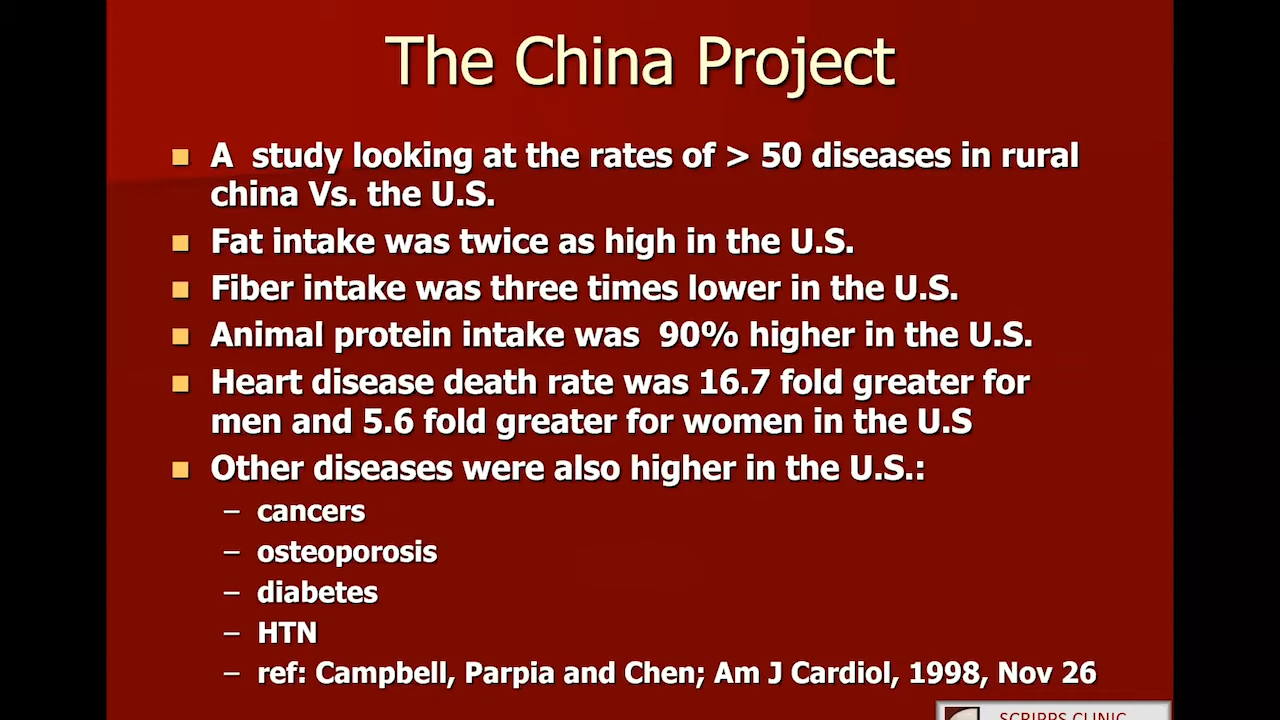 The China Project
■ A study looking at the rates of > 50 diseases in rural
china Vs. the U.S.
■ Fat intake was twice as high in the U.S.
■ Fiber intake was three times lower in the U.S.
■ Animal protein intake was 90% higher in the U.S.
■ Heart disease death rate was 16.7 fold greater for
men and 5.6 fold greater for women in the U.S
■ Other diseases were also higher in the U.S.:
– cancers
– osteoporosis
– diabetes
– HTN
– ref: Campbell, Parpia and Chen; Am J Cardiol, 1998, Nov 26
SCRIPPS CLINIC